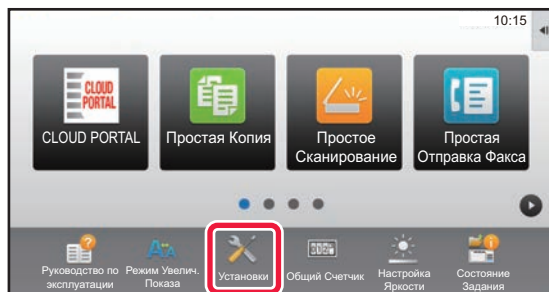 10:15
CLOUD
PORTAL
CLOUD PORTAL
Простая Копия
Простое
Сканирование
Простая
Отправка Факса
Руководство по
эксплуатации
Режим Увелич.
Показа
Установки
Общий Счетчик
Настройка
Яркости
Состояние
Задания